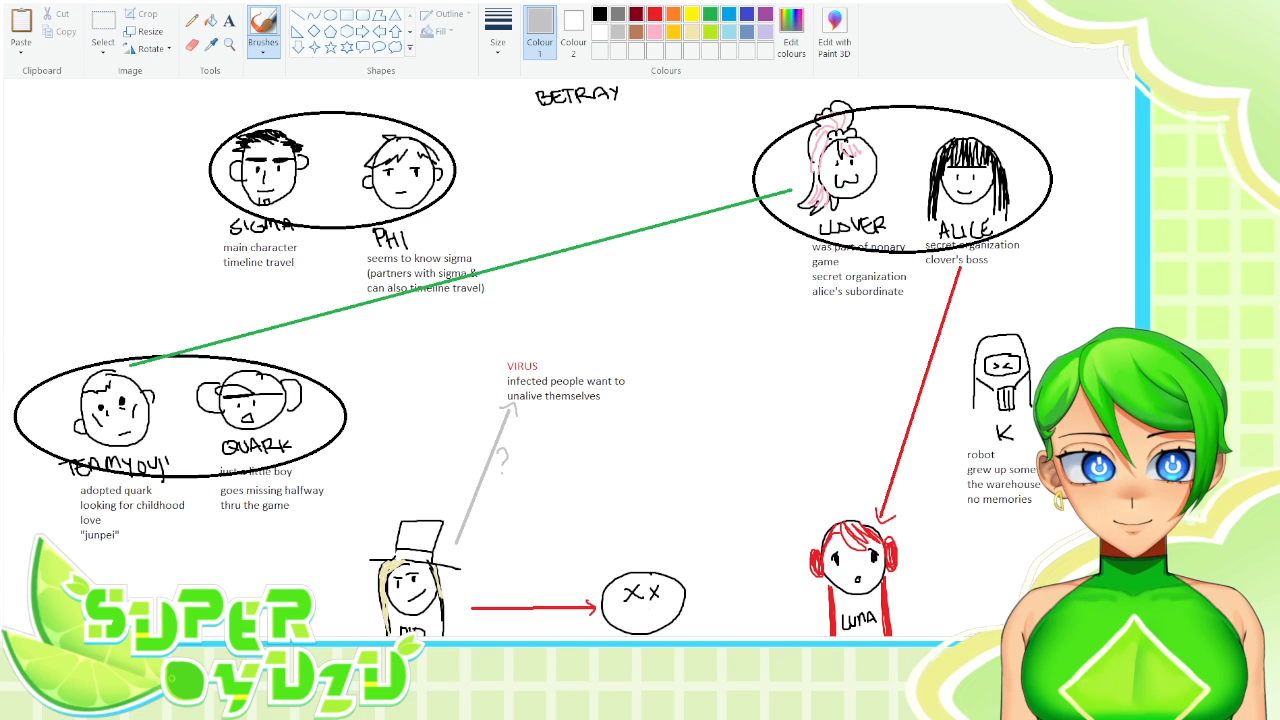 Paste
Cut
Copy
Clipboard
Select
Crop
Resize
Rotate
Image
A
Tools
Brushes
Shapes
Outline
Fill
Size
Colour
1
Colour
2
Edit
colours
Colours
Edit with
Paint 3D
BETRAY
SIGMA
main character
timeline travel
PHI
seems to know sigma
(partners with sigma &
can also timeline travel)
CLOVER
was part of nonary
game
secret organization
alice's subordinate
ALICE
secret organization
clover's boss
VIRUS
infected people want to
unalive themselves
?
K
robot
grew up some
the warehouse
no memories
TENMYOUJI
adopted quark
looking for childhood
love
"junpei"
QUARK
just a little boy
goes missing halfway
thru the game
DIO
X X
LUNA
SUPER
OYUZU